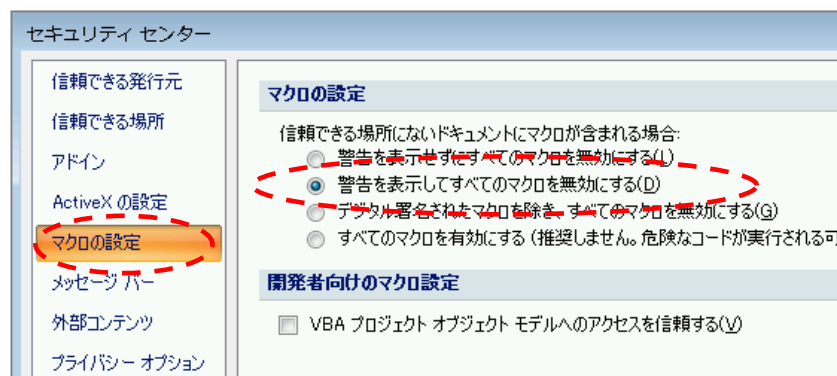 セキュリティ センター
信頼できる発行元
信頼できる場所
アドイン
ActiveX の設定
マクロの設定
メッセージ バー
外部コンテンツ
プライバシー オプション
マクロの設定
信頼できる場所にないドキュメントにマクロが含まれる場合:
警告を表示せずにすべてのマクロを無効にする(L)
警告を表示してすべてのマクロを無効にする(D)
デジタル署名されたマクロを除き、すべてのマクロを無効にする(G)
すべてのマクロを有効にする (推奨しません。危険なコードが実行される可
開発者向けのマクロ設定
VBA プロジェクト オブジェクト モデルへのアクセスを信頼する(V)